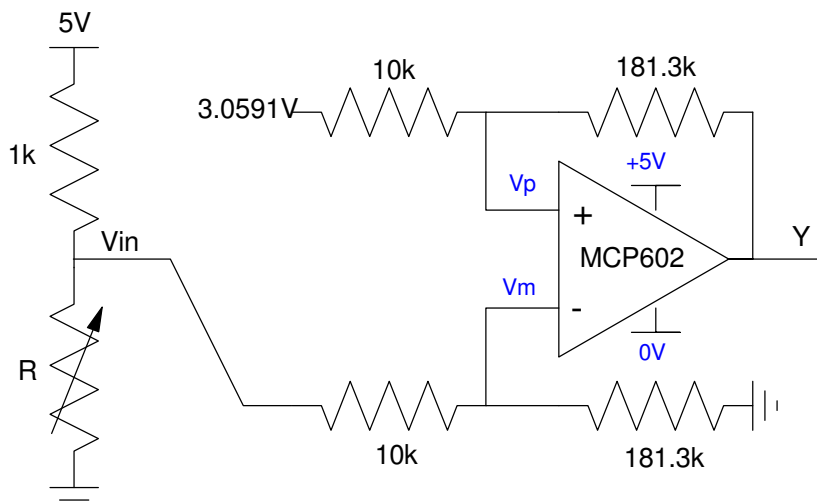 5V
10k
181.3k
3.0591V
1k
+5V
Vp
+
Vin
Y
MCP602
Vm
-
0V
R
10k
181.3k